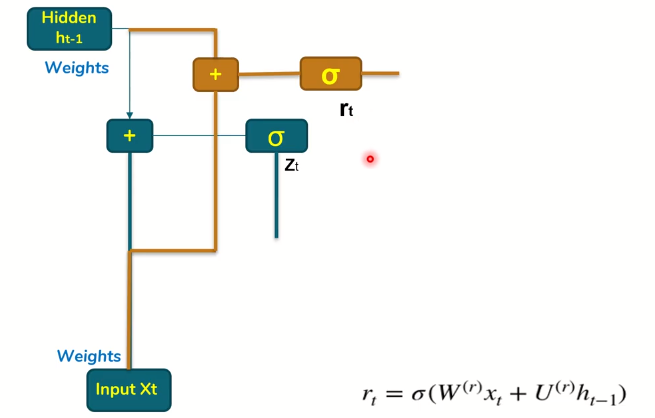 Hidden
hₜ₋₁
Weights
+
σ
rₜ
+
σ
zₜ
Weights
Input Xt
rₜ = σ(W⁽ʳ⁾xₜ + U⁽ʳ⁾hₜ₋₁)